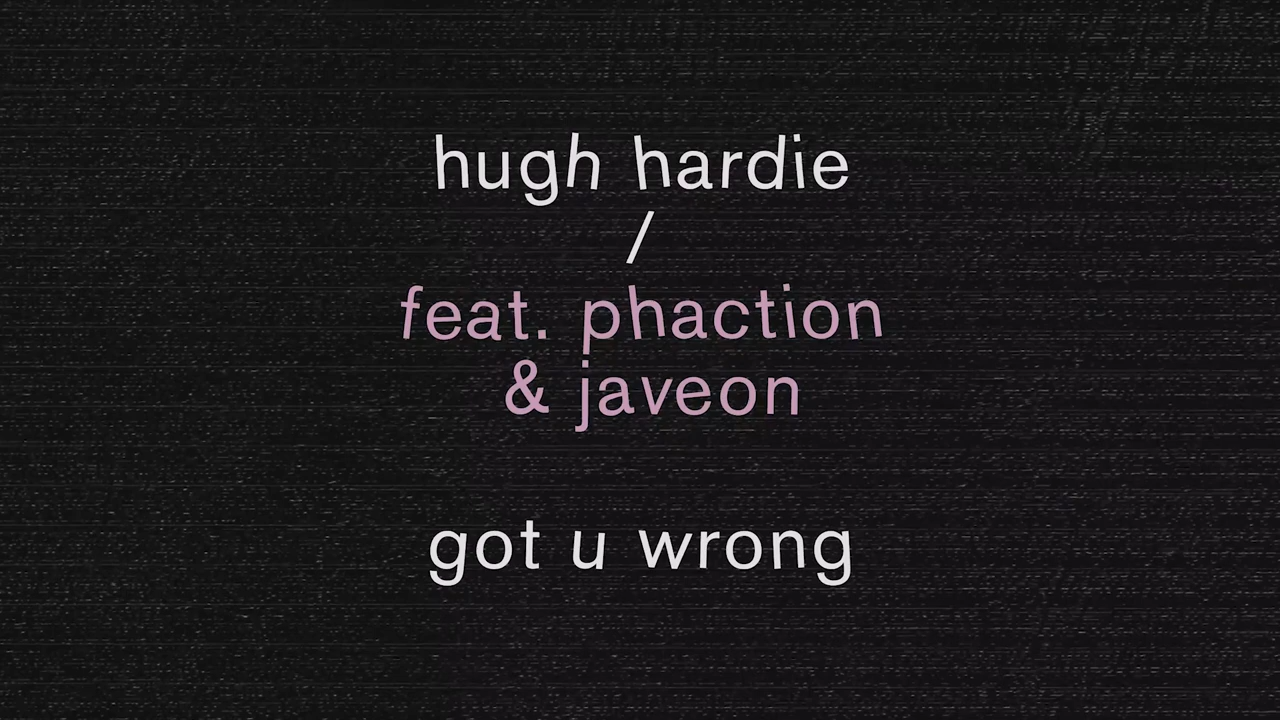 hugh hardie
/
feat. phaction
& javeon
got u wrong